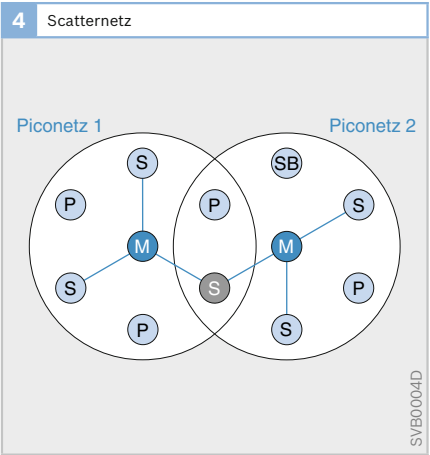 4 Scatternetz
Piconetz 1 Piconetz 2
S SB
P P S
M M
S S P
P S
SVB0004D